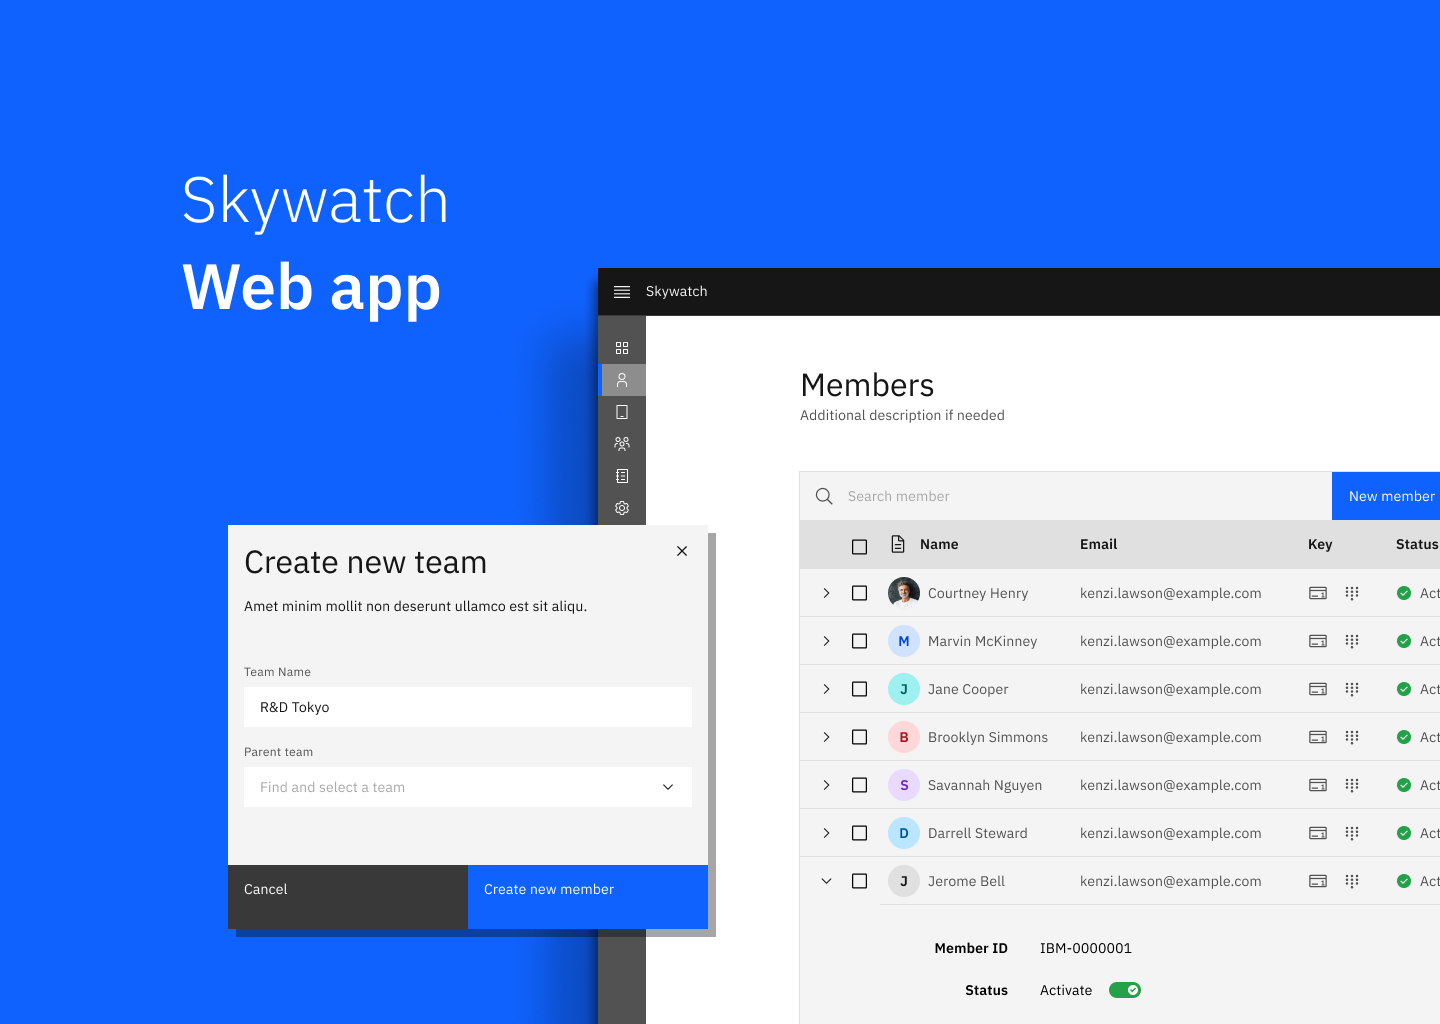 Skywatch
Web app
Skywatch
Members
Additional description if needed
Search member
New member
Name Email Key Status
Courtney Henry kenzi.lawson@example.com Act
M Marvin McKinney kenzi.lawson@example.com Act
J Jane Cooper kenzi.lawson@example.com Act
B Brooklyn Simmons kenzi.lawson@example.com Act
S Savannah Nguyen kenzi.lawson@example.com Act
D Darrell Steward kenzi.lawson@example.com Act
J Jerome Bell kenzi.lawson@example.com Act
Member ID IBM-0000001
Status Activate
Create new team
Amet minim mollit non deserunt ullamco est sit aliqu.
Team Name
R&D Tokyo
Parent team
Find and select a team
Cancel
Create new member